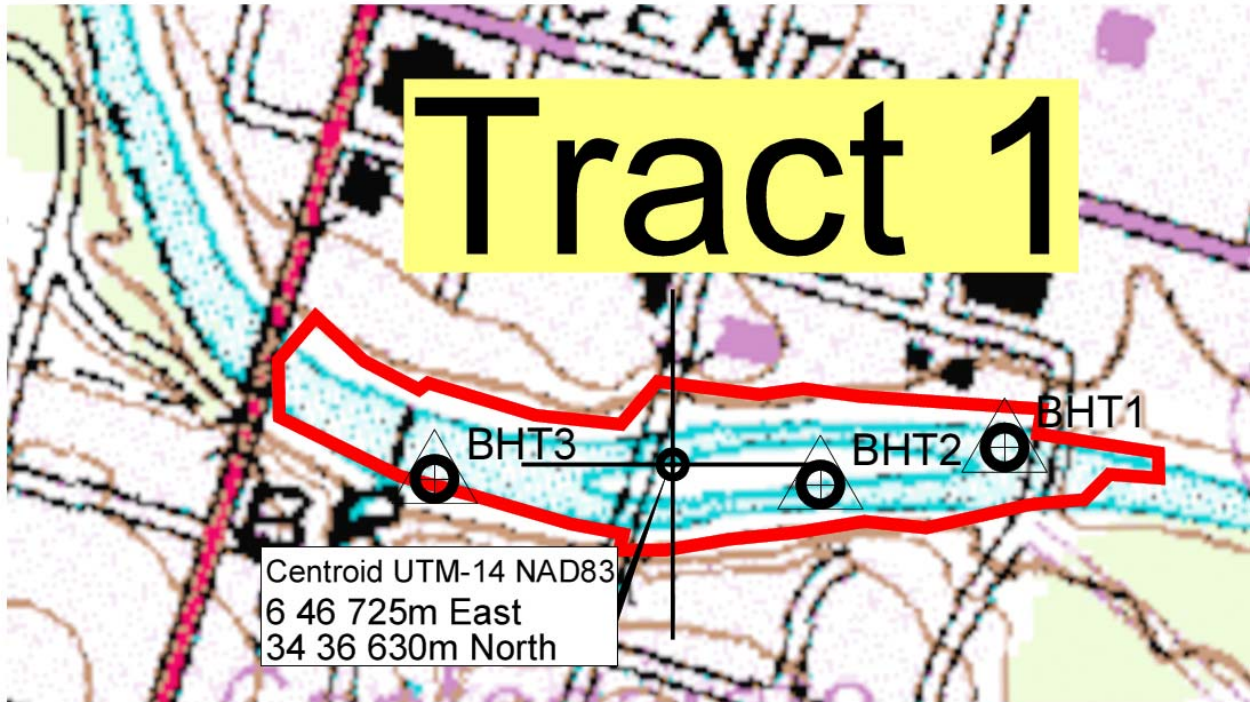 Tract 1
BHT1
BHT3
BHT2
Centroid UTM-14 NAD83
6 46 725m East
34 36 630m North